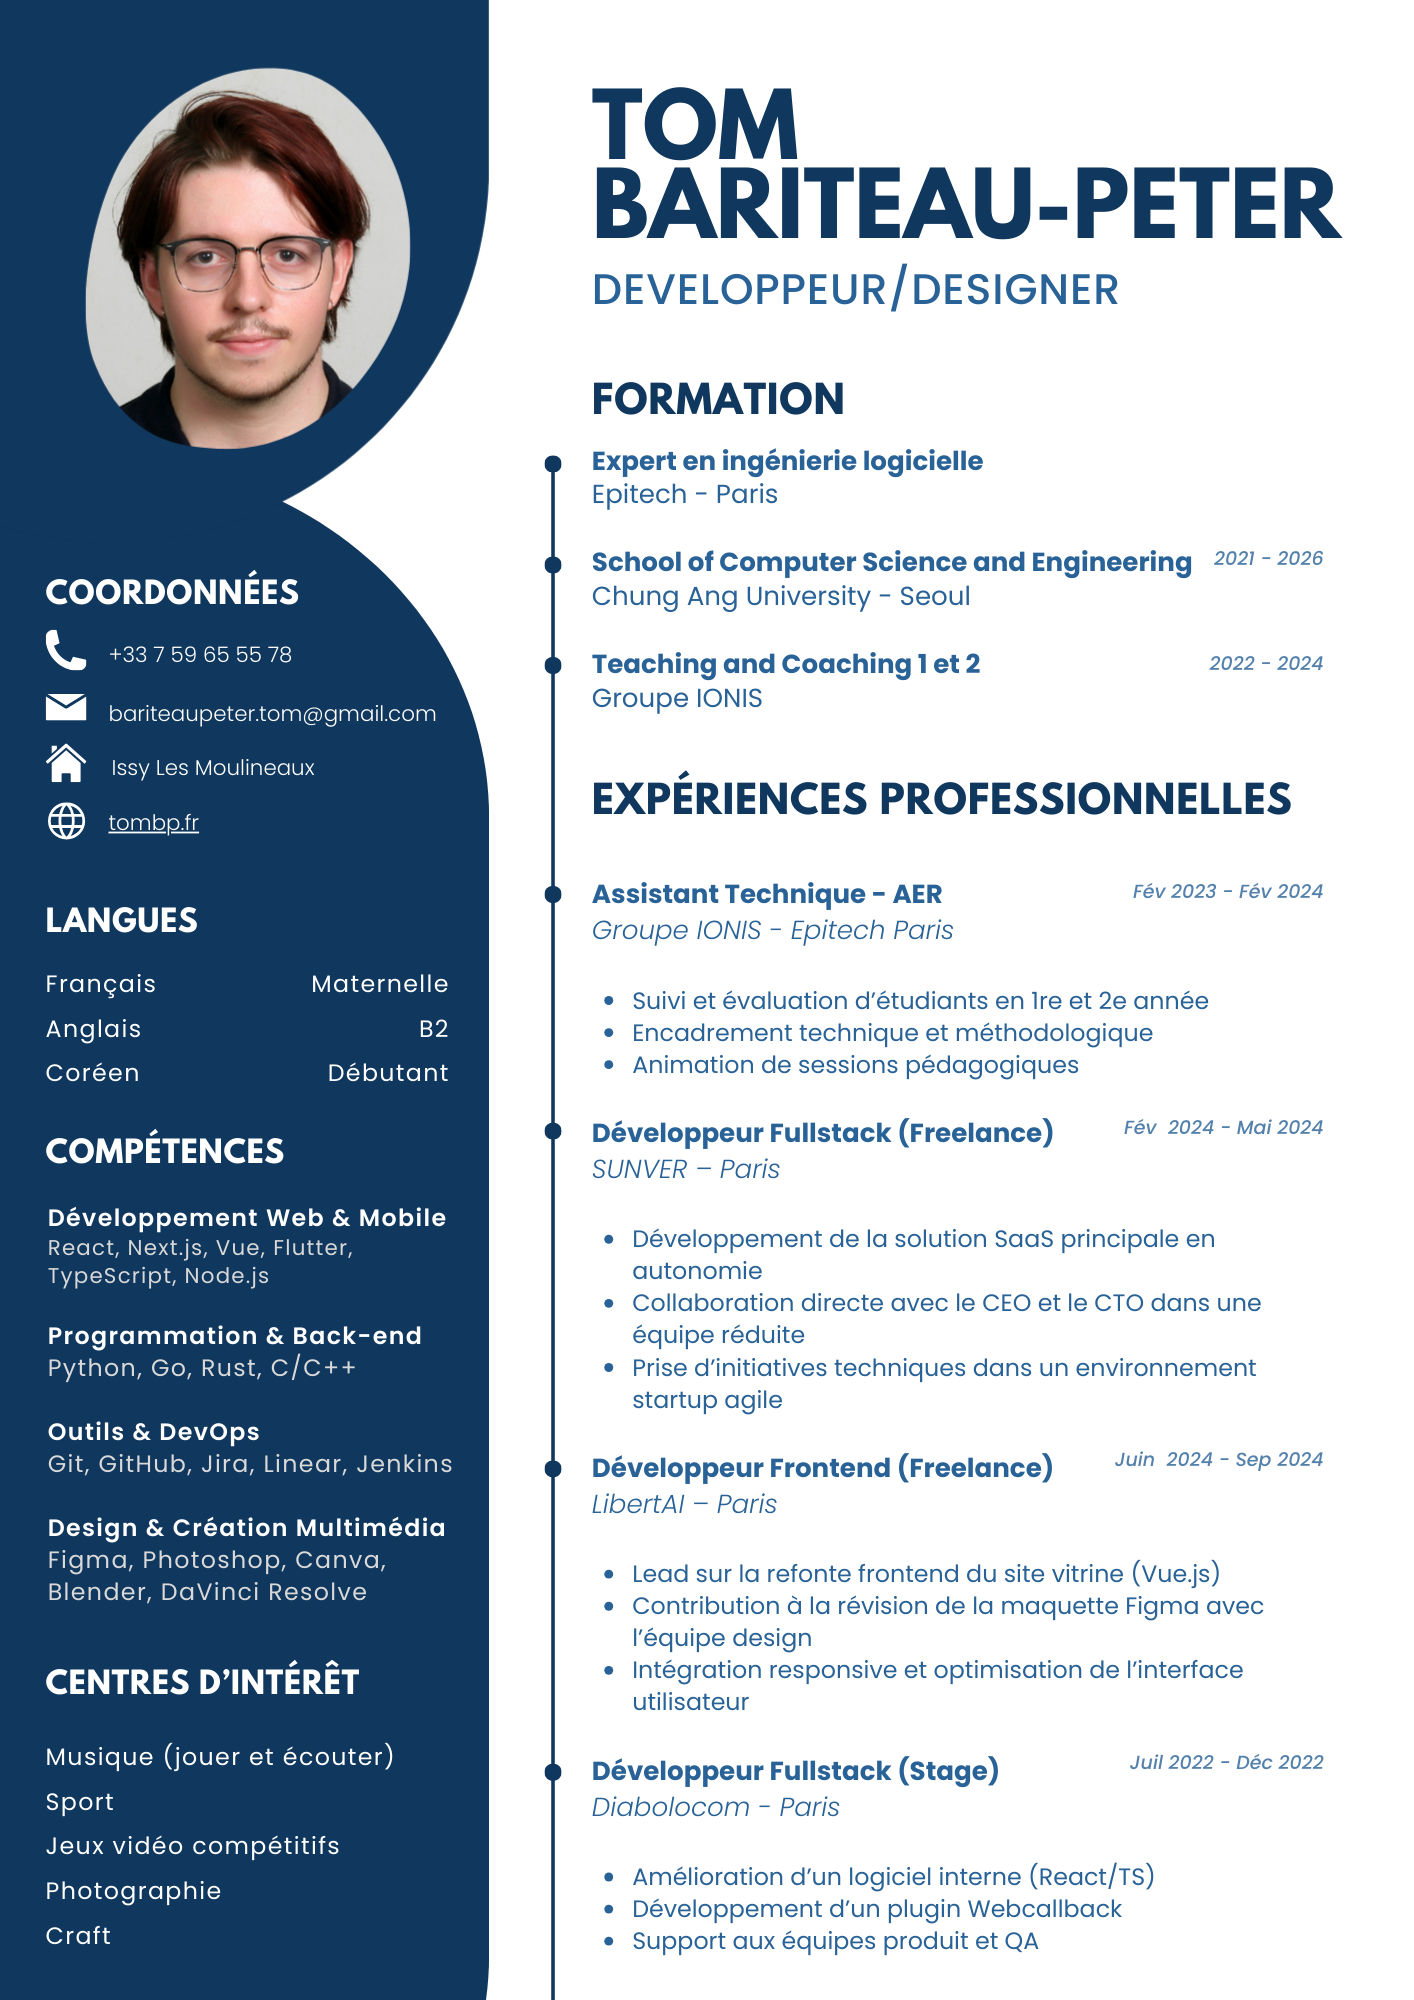 TOM
BARITEAU-PETER
DEVELOPPEUR/DESIGNER
COORDONNÉES
+33 7 59 65 55 78
bariteaupeter.tom@gmail.com
Issy Les Moulineaux
tombp.fr
LANGUES
Français Maternelle
Anglais B2
Coréen Débutant
COMPÉTENCES
Développement Web & Mobile
React, Next.js, Vue, Flutter,
TypeScript, Node.js
Programmation & Back-end
Python, Go, Rust, C/C++
Outils & DevOps
Git, GitHub, Jira, Linear, Jenkins
Design & Création Multimédia
Figma, Photoshop, Canva,
Blender, DaVinci Resolve
CENTRES D’INTÉRÊT
Musique (jouer et écouter)
Sport
Jeux vidéo compétitifs
Photographie
Craft
FORMATION
Expert en ingénierie logicielle
Epitech - Paris
School of Computer Science and Engineering 2021 - 2026
Chung Ang University - Seoul
Teaching and Coaching 1 et 2 2022 - 2024
Groupe IONIS
EXPÉRIENCES PROFESSIONNELLES
Assistant Technique - AER Fév 2023 - Fév 2024
Groupe IONIS - Epitech Paris
• Suivi et évaluation d’étudiants en 1re et 2e année
• Encadrement technique et méthodologique
• Animation de sessions pédagogiques
Développeur Fullstack (Freelance) Fév 2024 - Mai 2024
SUNVER – Paris
• Développement de la solution SaaS principale en
autonomie
• Collaboration directe avec le CEO et le CTO dans une
équipe réduite
• Prise d’initiatives techniques dans un environnement
startup agile
Développeur Frontend (Freelance) Juin 2024 - Sep 2024
LibertAI – Paris
• Lead sur la refonte frontend du site vitrine (Vue.js)
• Contribution à la révision de la maquette Figma avec
l’équipe design
• Intégration responsive et optimisation de l’interface
utilisateur
Développeur Fullstack (Stage) Juil 2022 - Déc 2022
Diabolocom - Paris
• Amélioration d’un logiciel interne (React/TS)
• Développement d’un plugin Webcallback
• Support aux équipes produit et QA